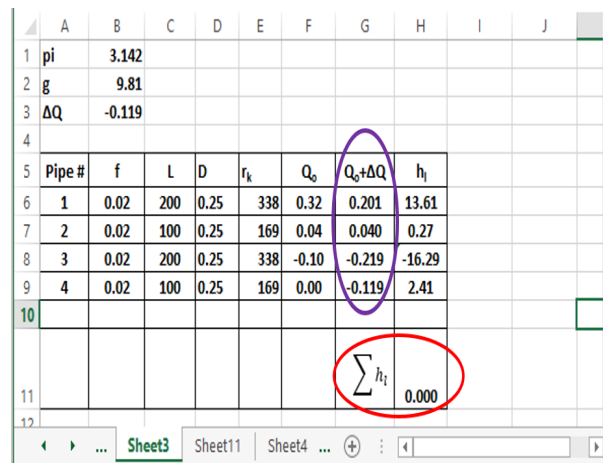 A B C D E F G H I J
1 pi 3.142
2 g 9.81
3 ΔQ -0.119
4
5 Pipe # f L D rₖ Qₒ Qₒ+ΔQ hₗ
6 1 0.02 200 0.25 338 0.32 0.201 13.61
7 2 0.02 100 0.25 169 0.04 0.040 0.27
8 3 0.02 200 0.25 338 -0.10 -0.219 -16.29
9 4 0.02 100 0.25 169 0.00 -0.119 2.41
10
11 ∑hₗ 0.000
12
... Sheet3 Sheet11 Sheet4 ...